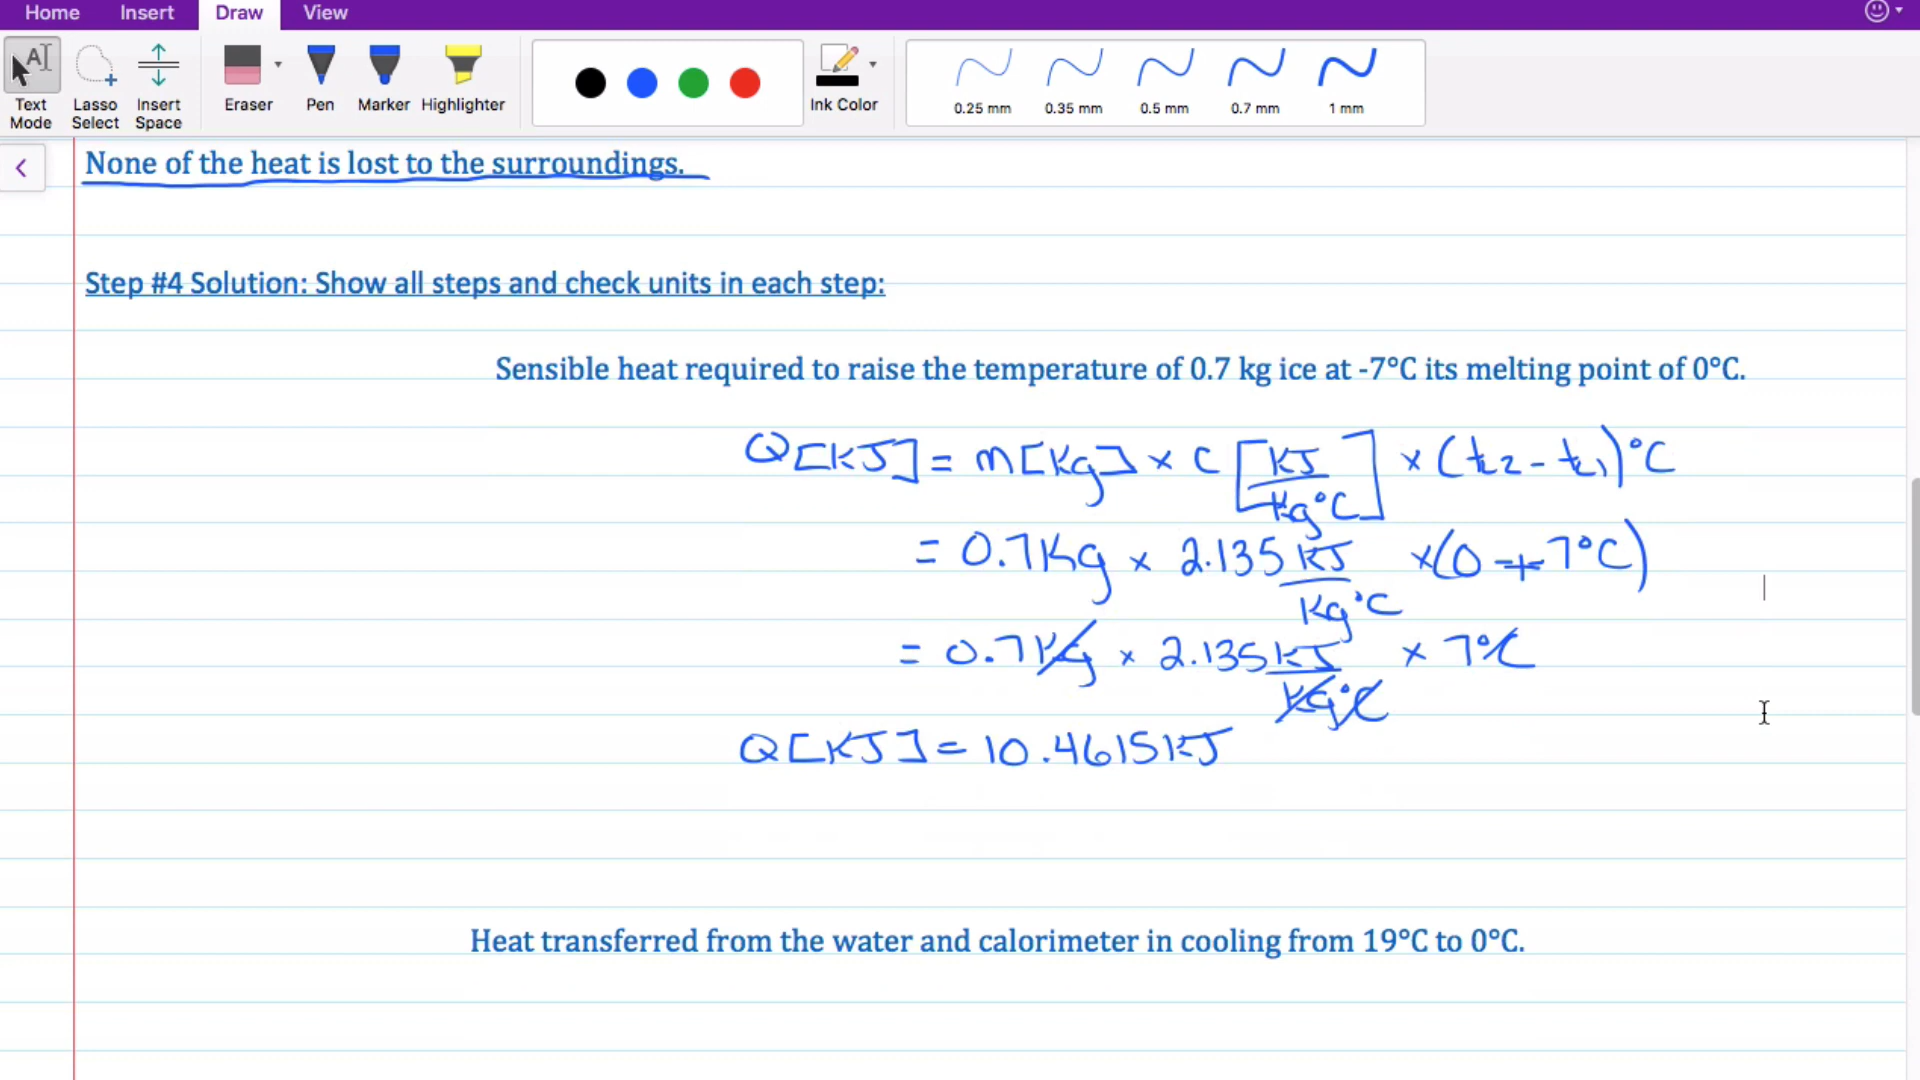 Home Insert Draw View
Text Mode Lasso Select Insert Space Eraser Pen Marker Highlighter Ink Color 0.25 mm 0.35 mm 0.5 mm 0.7 mm 1 mm
None of the heat is lost to the surroundings.
Step #4 Solution: Show all steps and check units in each step:
Sensible heat required to raise the temperature of 0.7 kg ice at -7°C its melting point of 0°C.
Q[KJ] = m[Kg] × C [KJ/Kg°C] × (t2 - t1)°C
= 0.7Kg × 2.135 KJ/Kg°C × (0 -+ 7°C)
= 0.7Kg × 2.135 KJ/Kg°C × 7°C
Q[KJ] = 10.4615KJ
Heat transferred from the water and calorimeter in cooling from 19°C to 0°C.